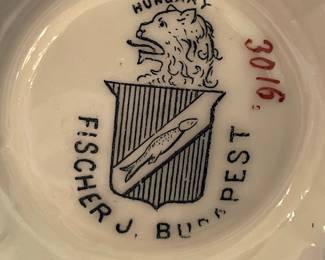 HUNGARY
FISCHER J. BUDAPEST
3016.